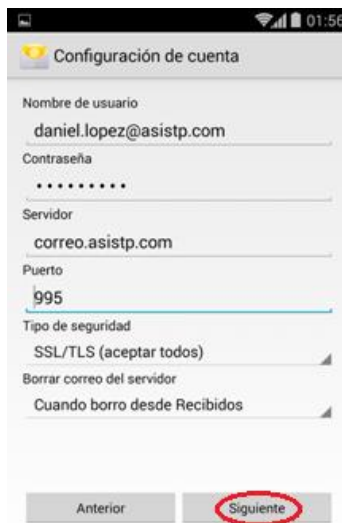 01:56
Configuración de cuenta
Nombre de usuario
daniel.lopez@asistp.com
Contraseña
•••••••••
Servidor
correo.asistp.com
Puerto
995
Tipo de seguridad
SSL/TLS (aceptar todos)
Borrar correo del servidor
Cuando borro desde Recibidos
Anterior Siguiente